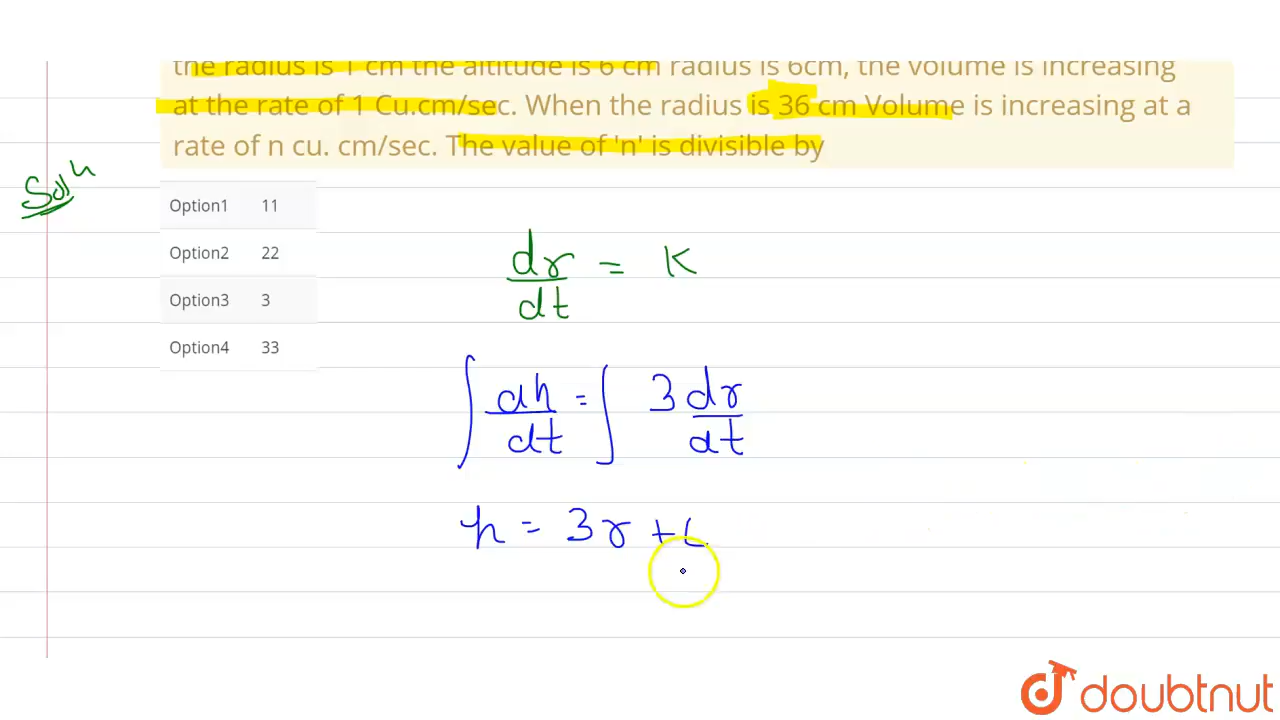 the radius is 1 cm the altitude is 6 cm radius is 6cm, the volume is increasing
at the rate of 1 Cu.cm/sec. When the radius is 36 cm Volume is increasing at a
rate of n cu. cm/sec. The value of 'n' is divisible by
Soln
Option1 11
Option2 22
Option3 3
Option4 33
dr/dt = K
∫ dh/dt = ∫ 3 dr/dt
h = 3r + c
doubtnut